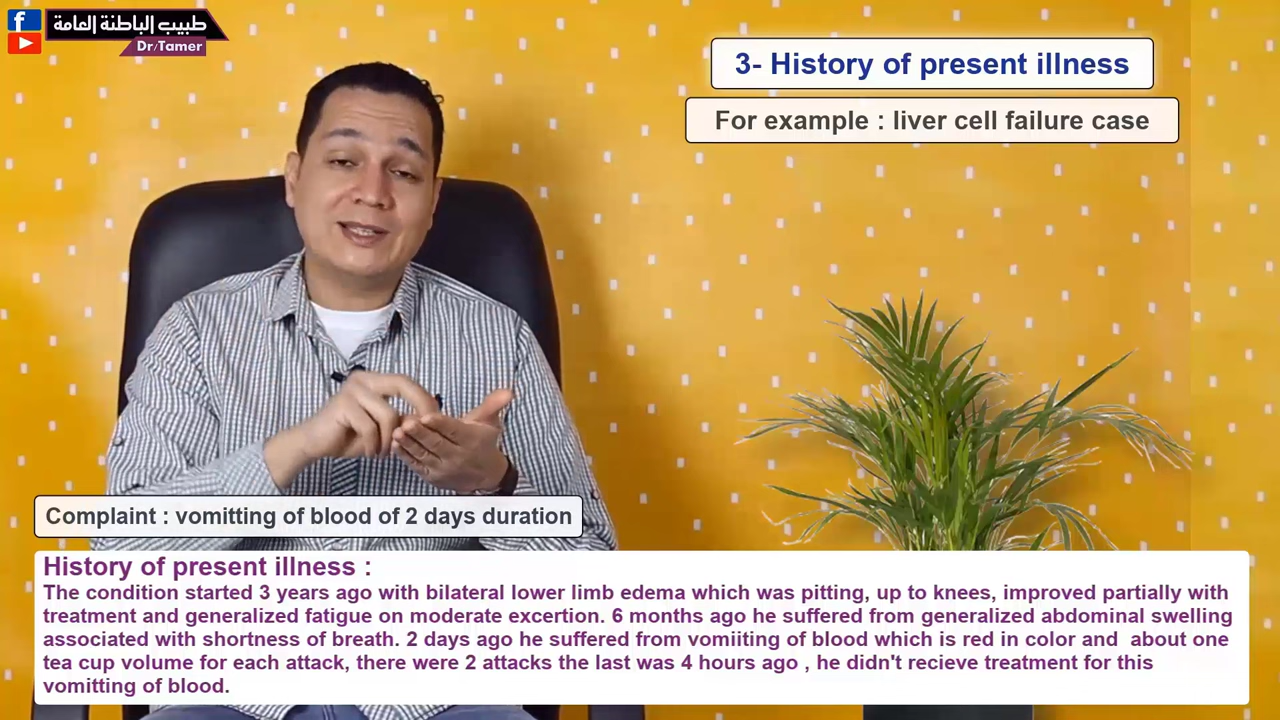 طبيب الباطنة العامة
Dr/Tamer
3- History of present illness
For example : liver cell failure case
Complaint : vomitting of blood of 2 days duration
History of present illness :
The condition started 3 years ago with bilateral lower limb edema which was pitting, up to knees, improved partially with
treatment and generalized fatigue on moderate excertion. 6 months ago he suffered from generalized abdominal swelling
associated with shortness of breath. 2 days ago he suffered from vomiiting of blood which is red in color and  about one
tea cup volume for each attack, there were 2 attacks the last was 4 hours ago , he didn't recieve treatment for this
vomitting of blood.